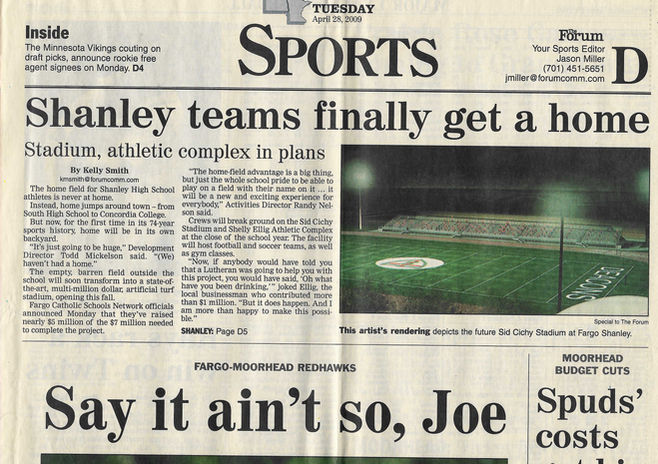 TUESDAY
April 28, 2009
Inside
The Minnesota Vikings couting on
draft picks, announce rookie free
agent signees on Monday. D4
SPORTS
The Forum
Your Sports Editor
Jason Miller
(701) 451-5651
jmiller@forumcomm.com
D
Shanley teams finally get a home
Stadium, athletic complex in plans
By Kelly Smith
kmsmith@forumcomm.com
The home field for Shanley High School
athletes is never at home.
Instead, home jumps around town – from
South High School to Concordia College.
But now, for the first time in its 74-year
sports history, home will be in its own
backyard.
"It's just going to be huge," Development
Director Todd Mickelson said. "(We)
haven't had a home."
The empty, barren field outside the
school will soon transform into a state-of-
the-art, multi-million dollar, artificial turf
stadium, opening this fall.
Fargo Catholic Schools Network officials
announced Monday that they've raised
nearly $5 million of the $7 million needed
to complete the project.
"The home-field advantage is a big thing,
but just the whole school pride to be able to
play on a field with their name on it ... it
will be a new and exciting experience for
everybody," Activities Director Randy Nel-
son said.
Crews will break ground on the Sid Cichy
Stadium and Shelly Ellig Athletic Complex
at the close of the school year. The facility
will host football and soccer teams, as well
as gym classes.
"Now, if anybody would have told you
that a Lutheran was going to help you with
this project, you would have said, 'Oh what
have you been drinking,'" joked Ellig, the
local businessman who contributed more
than $1 million. "But it does happen. And I
am more than happy to make this possi-
ble."
SHANLEY: Page D5
DEACONS
Special to The Forum
This artist's rendering depicts the future Sid Cichy Stadium at Fargo Shanley.
FARGO-MOORHEAD REDHAWKS
Say it ain't so, Joe
MOORHEAD
BUDGET CUTS
Spuds'
costs